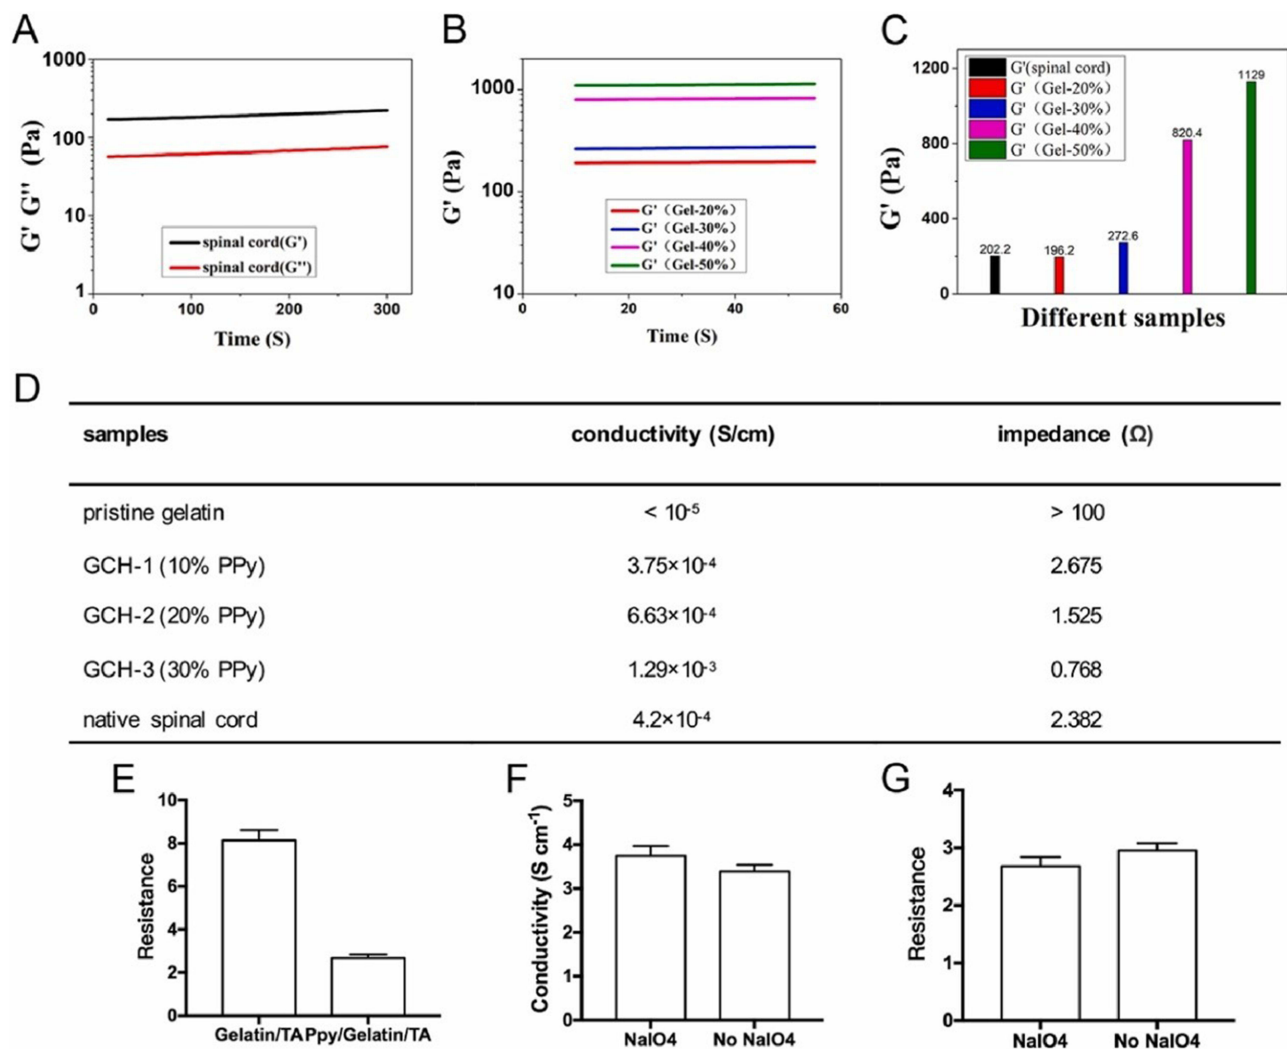 A
1000
100
10
1
G' G'' (Pa)
spinal cord(G')
spinal cord(G'')
0 100 200 300
Time (S)
B
1000
100
10
G' (Pa)
G'（Gel-20%）
G'（Gel-30%）
G'（Gel-40%）
G'（Gel-50%）
0 20 40 60
Time (S)
C
1200
800
400
0
G' (Pa)
G'(spinal cord)
G'（Gel-20%）
G'（Gel-30%）
G'（Gel-40%）
G'（Gel-50%）
202.2 196.2 272.6 820.4 1129
Different samples
D
samples conductivity (S/cm) impedance (Ω)
pristine gelatin < 10⁻⁵ > 100
GCH-1 (10% PPy) 3.75×10⁻⁴ 2.675
GCH-2 (20% PPy) 6.63×10⁻⁴ 1.525
GCH-3 (30% PPy) 1.29×10⁻³ 0.768
native spinal cord 4.2×10⁻⁴ 2.382
E
10
8
6
4
2
0
Resistance
Gelatin/TA Ppy/Gelatin/TA
F
5
4
3
2
1
0
Conductivity (S cm⁻¹)
NaIO4 No NaIO4
G
4
3
2
1
0
Resistance
NaIO4 No NaIO4